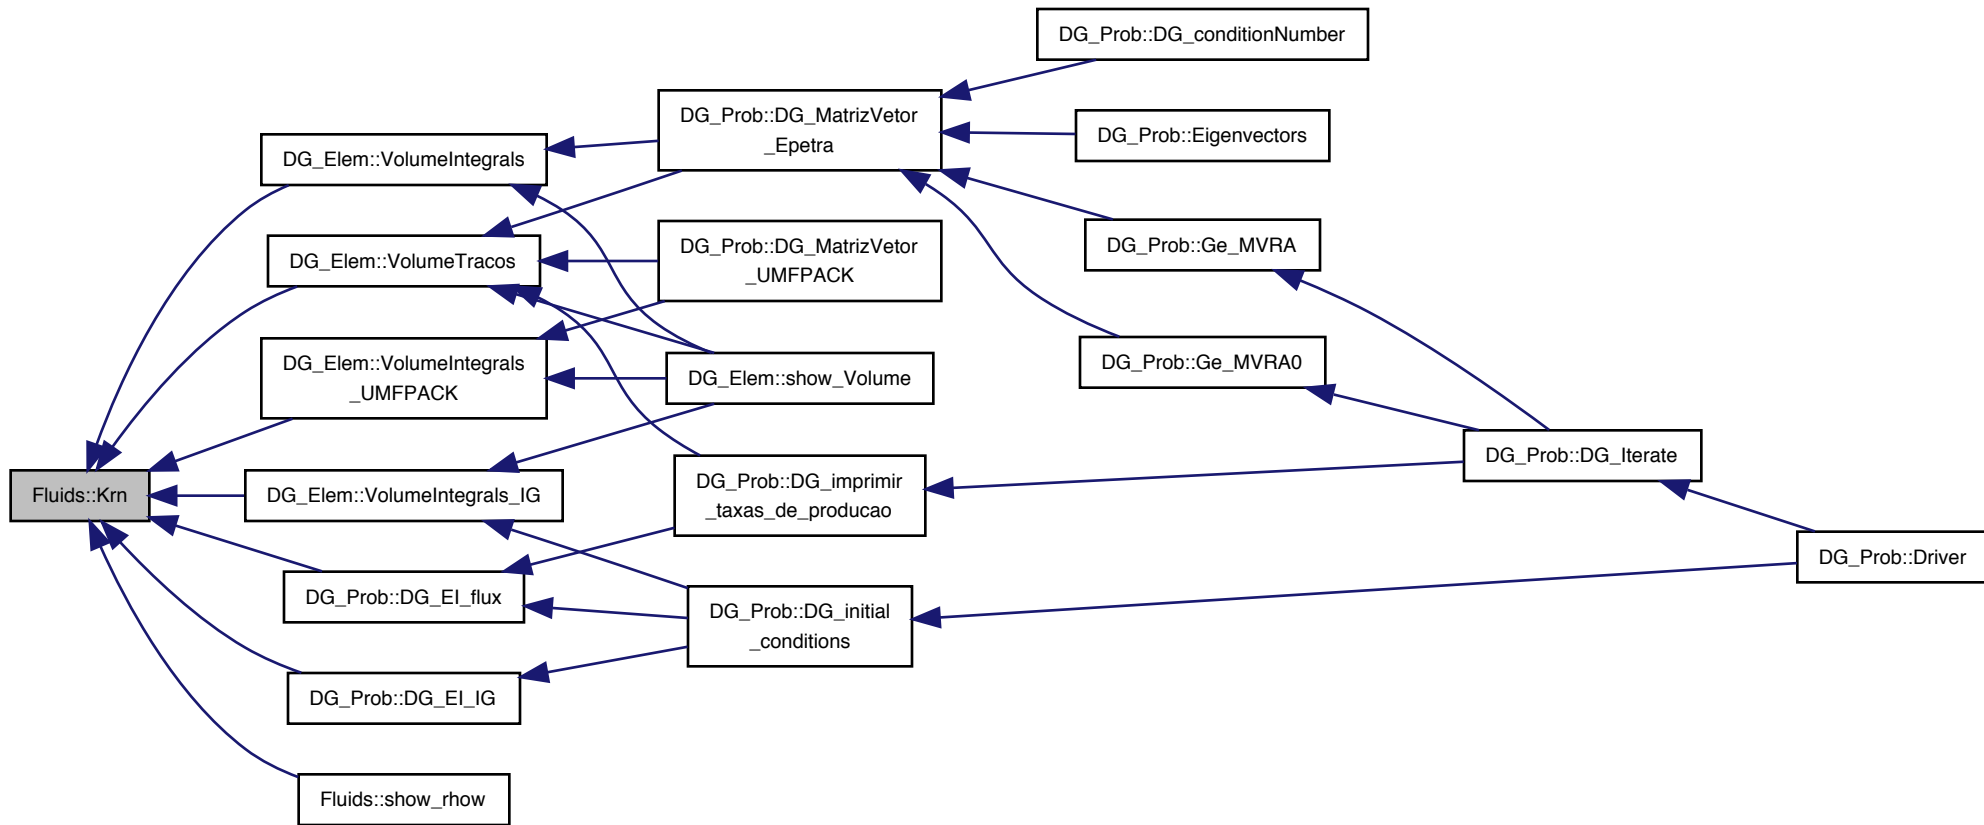 Fluids::Krn
DG_Elem::VolumeIntegrals
DG_Elem::VolumeTracos
DG_Elem::VolumeIntegrals
_UMFPACK
DG_Elem::VolumeIntegrals_IG
DG_Prob::DG_EI_flux
DG_Prob::DG_EI_IG
Fluids::show_rhow
DG_Prob::DG_MatrizVetor
_Epetra
DG_Prob::DG_MatrizVetor
_UMFPACK
DG_Elem::show_Volume
DG_Prob::DG_imprimir
_taxas_de_producao
DG_Prob::DG_initial
_conditions
DG_Prob::DG_conditionNumber
DG_Prob::Eigenvectors
DG_Prob::Ge_MVRA
DG_Prob::Ge_MVRA0
DG_Prob::DG_Iterate
DG_Prob::Driver